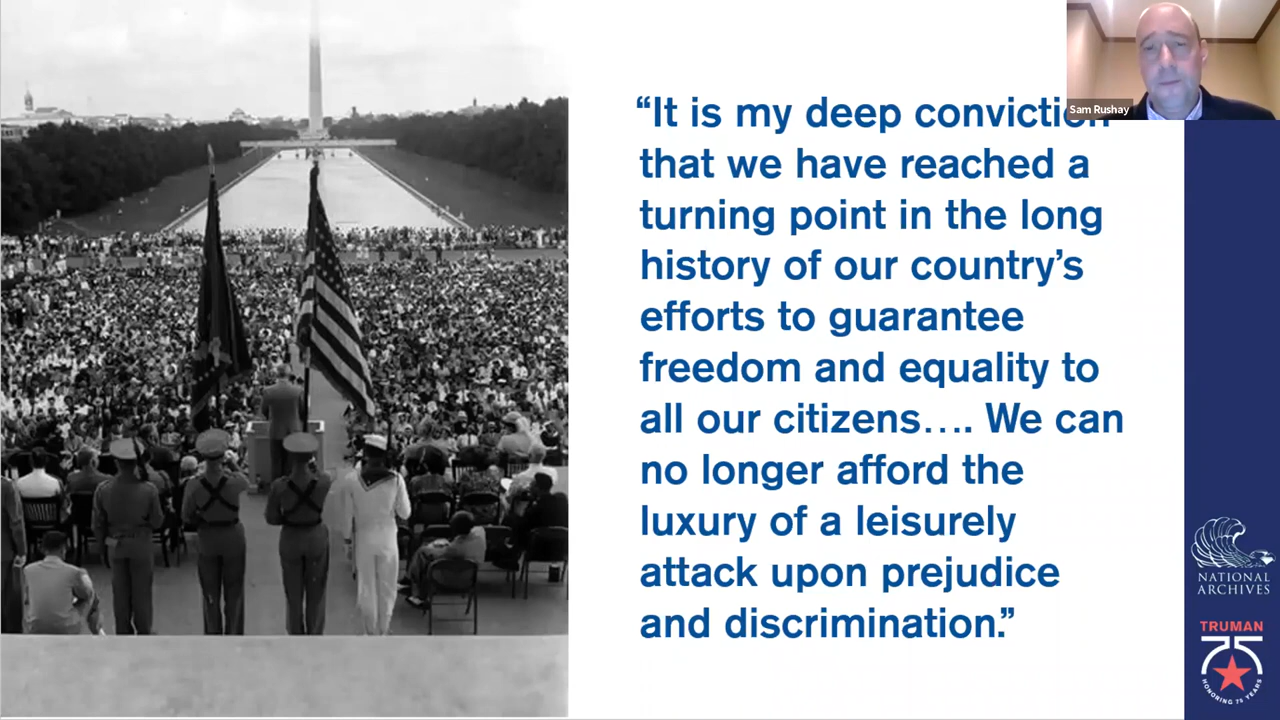 Sam Rushay
“It is my deep conviction
that we have reached a
turning point in the long
history of our country’s
efforts to guarantee
freedom and equality to
all our citizens…. We can
no longer afford the
luxury of a leisurely
attack upon prejudice
and discrimination.”
NATIONAL
ARCHIVES
TRUMAN
75
HONORING 75 YEARS